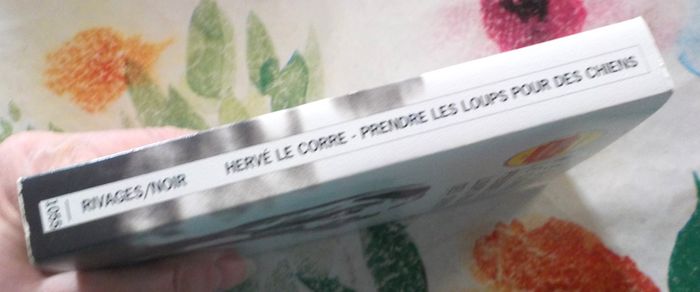 1085
RIVAGES/NOIR
HERVÉ LE CORRE - PRENDRE LES LOUPS POUR DES CHIENS